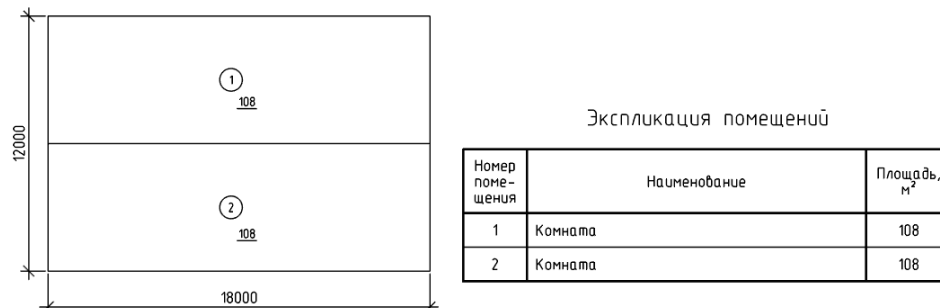 1
108
12000
2
108
18000
Экспликация помещений
Номер
поме-
щения
Наименование
Площадь,
м²
1 Комната 108
2 Комната 108